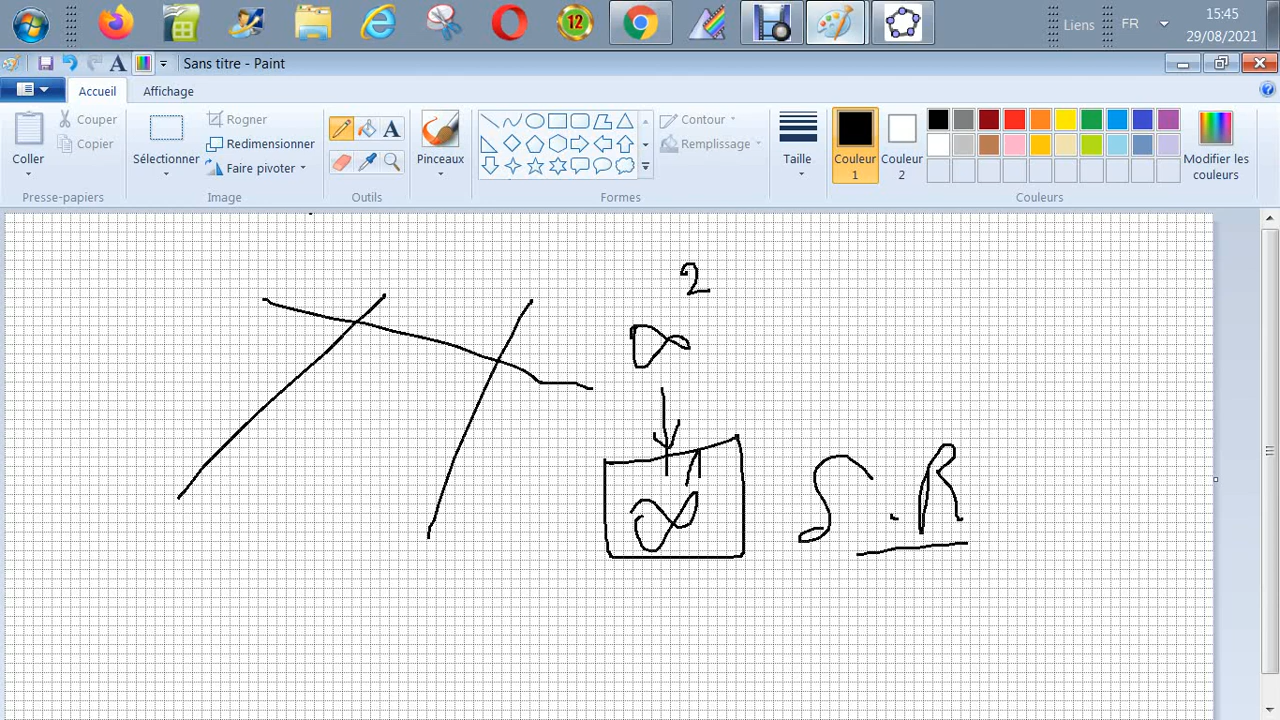 12
Liens
FR
15:45
29/08/2021
Sans titre - Paint
Accueil
Affichage
Coller
Couper
Copier
Presse-papiers
Sélectionner
Rogner
Redimensionner
Faire pivoter
Image
A
Outils
Pinceaux
Formes
Contour
Remplissage
Taille
Couleur
1
Couleur
2
Modifier les
couleurs
Couleurs
2
α
α 1
S.R